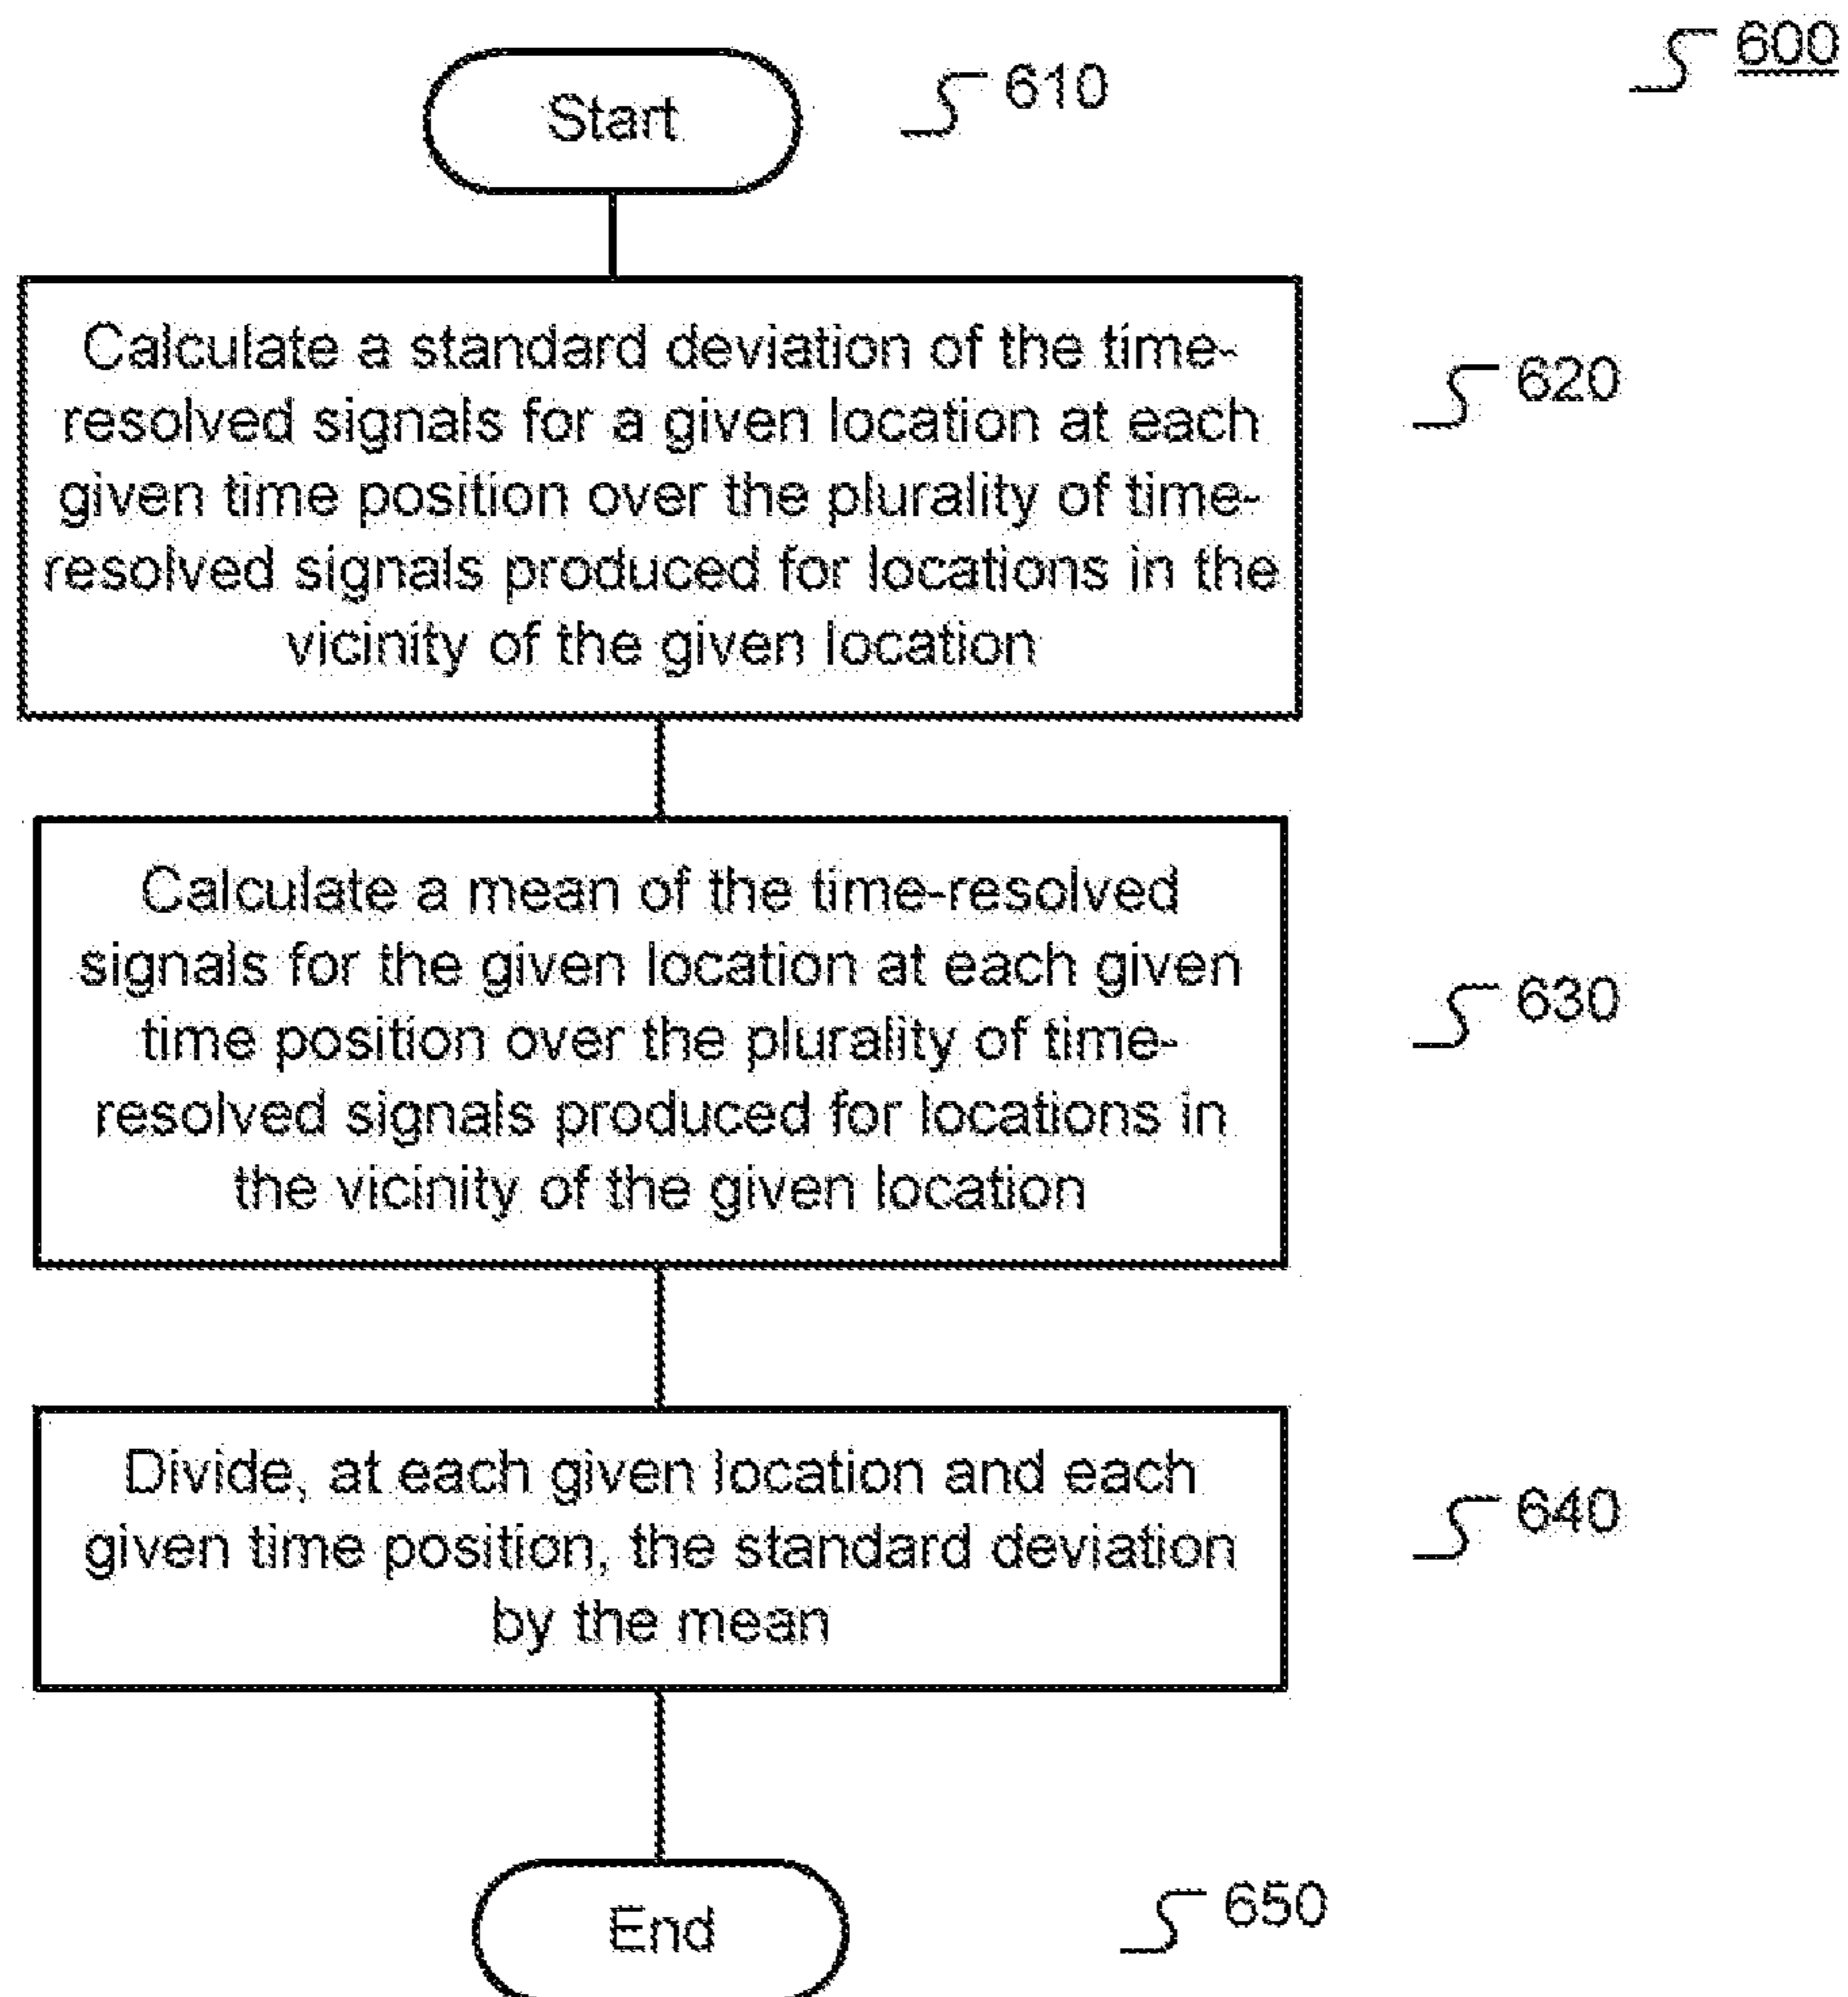 600
Start
610
Calculate a standard deviation of the time-
resolved signals for a given location at each
given time position over the plurality of time-
resolved signals produced for locations in the
vicinity of the given location
620
Calculate a mean of the time-resolved
signals for the given location at each given
time position over the plurality of time-
resolved signals produced for locations in
the vicinity of the given location
630
Divide, at each given location and each
given time position, the standard deviation
by the mean
640
End
650